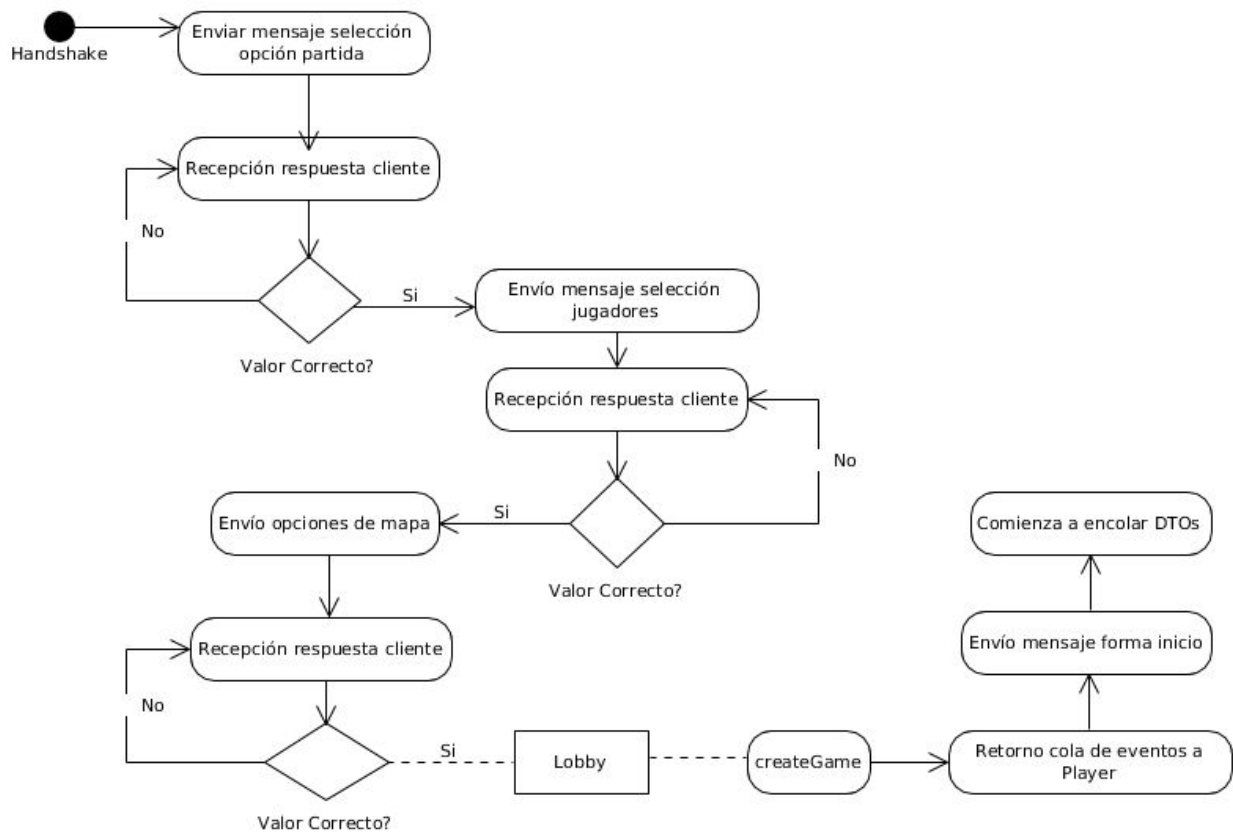 Handshake
Enviar mensaje selección
opción partida
Recepción respuesta cliente
No
Si
Valor Correcto?
Envío mensaje selección
jugadores
Recepción respuesta cliente
No
Si
Valor Correcto?
Envío opciones de mapa
Recepción respuesta cliente
No
Si
Valor Correcto?
Lobby
createGame
Retorno cola de eventos a
Player
Envío mensaje forma inicio
Comienza a encolar DTOs